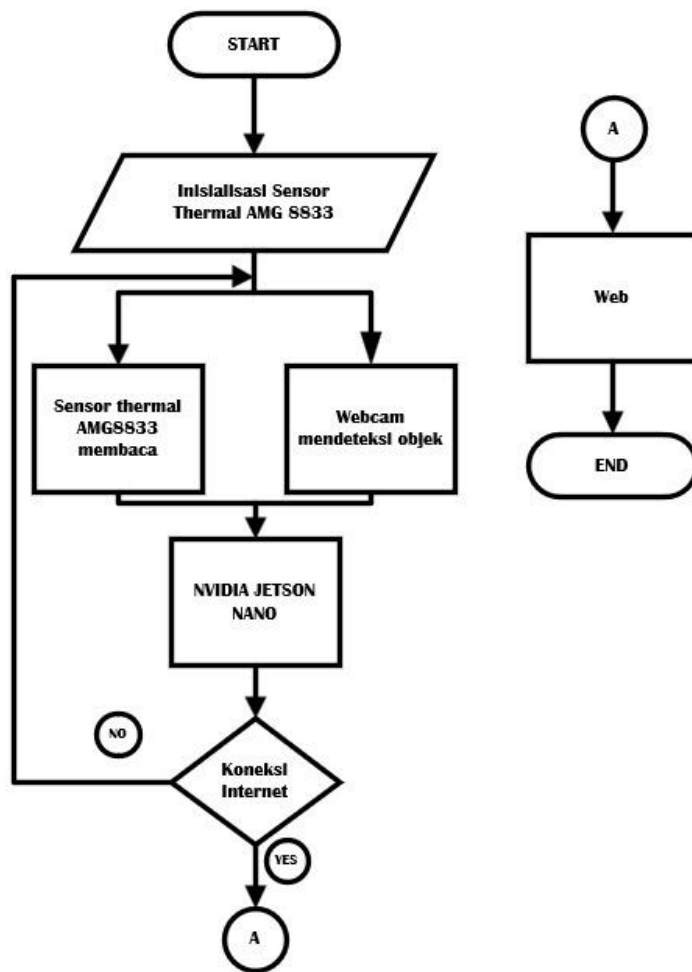 START
Inisialisasi Sensor
Thermal AMG 8833
Sensor thermal
AMG8833
membaca
Webcam
mendeteksi objek
NVIDIA JETSON
NANO
NO
Koneksi
Internet
YES
A
A
Web
END